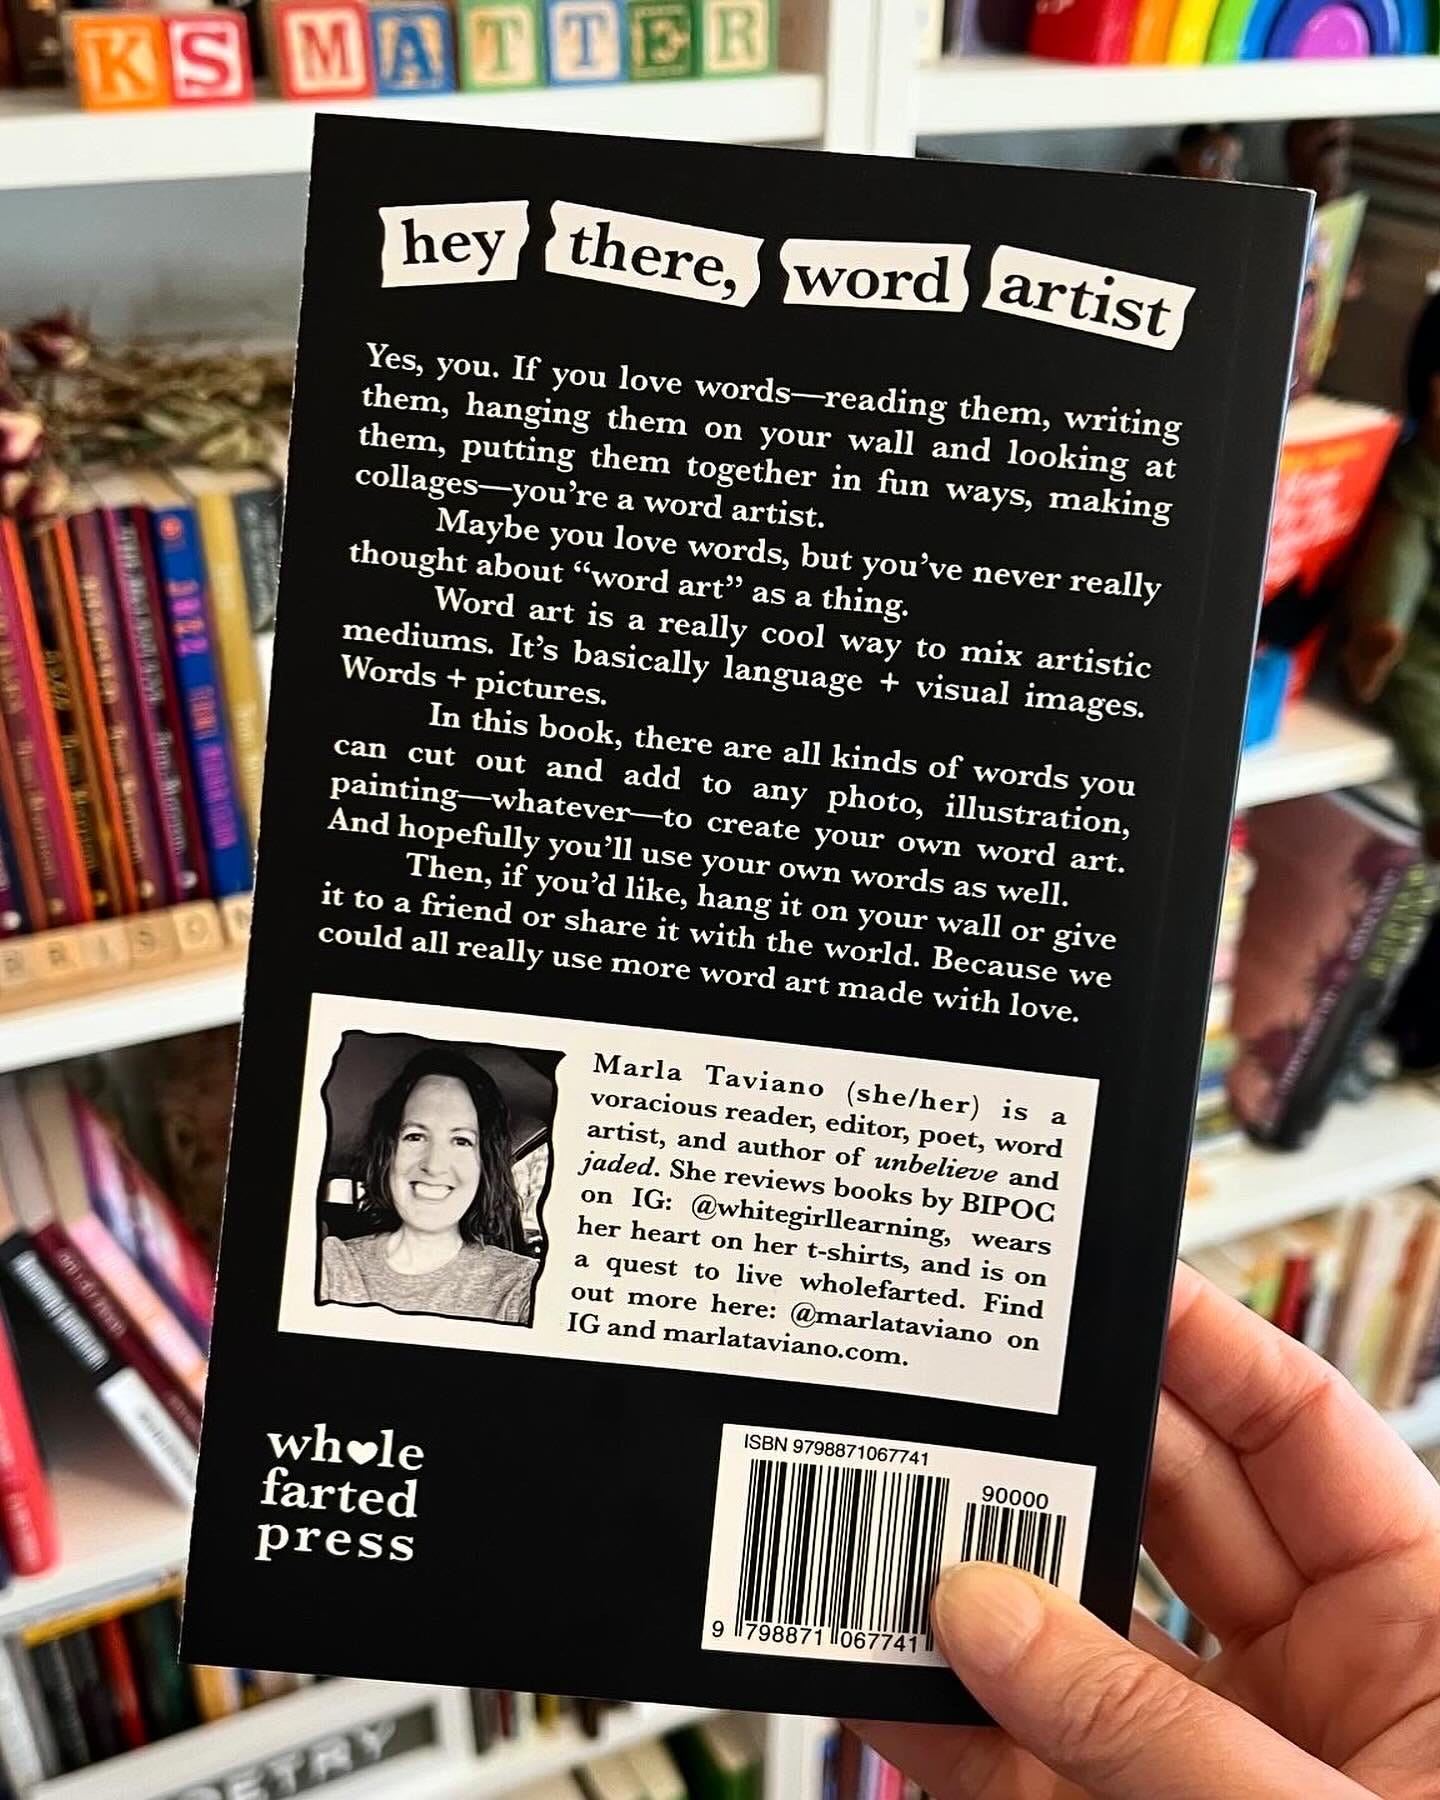 KS MATTER
hey there, word artist
Yes, you. If you love words—reading them, writing
them, hanging them on your wall and looking at
them, putting them together in fun ways, making
collages—you're a word artist.
Maybe you love words, but you've never really
thought about “word art” as a thing.
Word art is a really cool way to mix artistic
mediums. It's basically language + visual images.
Words + pictures.
In this book, there are all kinds of words you
can cut out and add to any photo, illustration,
painting—whatever—to create your own word art.
And hopefully you'll use your own words as well.
Then, if you'd like, hang it on your wall or give
it to a friend or share it with the world. Because we
could all really use more word art made with love.
Marla Taviano (she/her) is a
voracious reader, editor, poet, word
artist, and author of unbelieve and
jaded. She reviews books by BIPOC
on IG: @whitegirllearning, wears
her heart on her t-shirts, and is on
a quest to live wholefarted. Find
out more here: @marlataviano on
IG and marlataviano.com.
wh♥le
farted
press
ISBN 9798871067741
90000
9 798871 067741